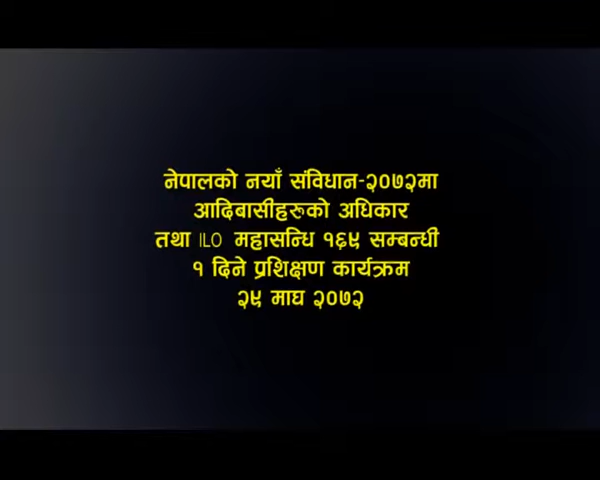 नेपालको नयाँ संविधान-२०७२मा
आदिबासीहरुको अधिकार
तथा ILO महासन्धि १६९ सम्बन्धी
१ दिने प्रशिक्षण कार्यक्रम
२९ माघ २०७२